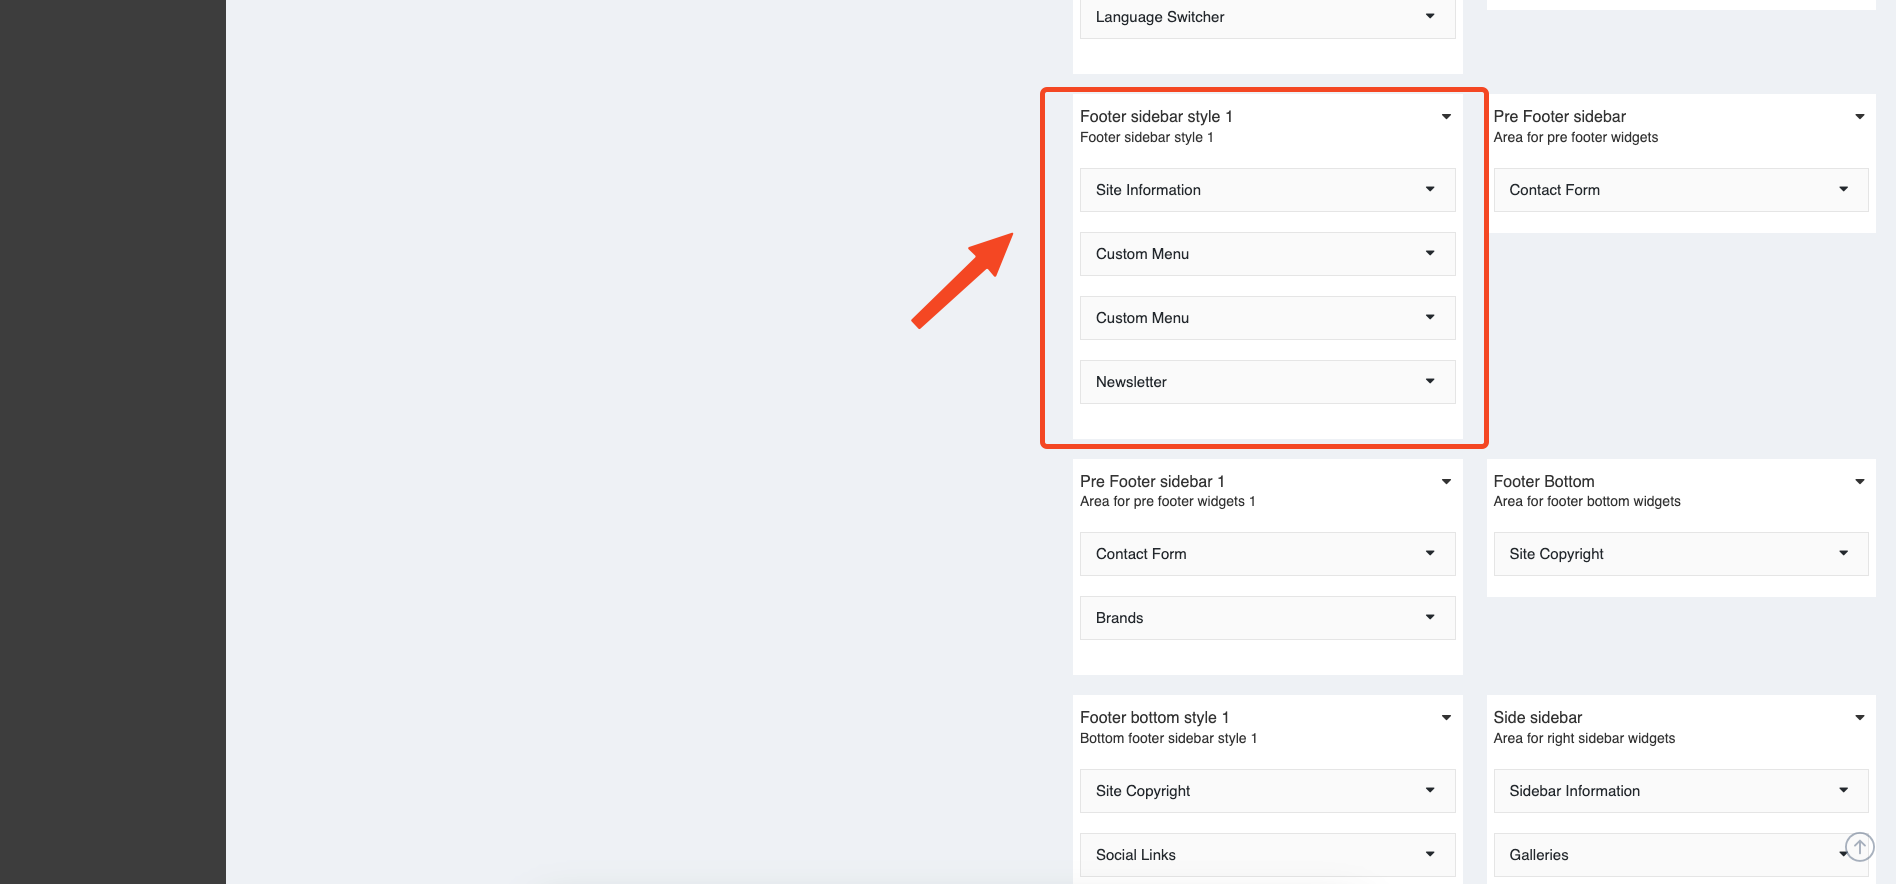 Language Switcher
Footer sidebar style 1
Footer sidebar style 1
Site Information
Custom Menu
Custom Menu
Newsletter
Pre Footer sidebar
Area for pre footer widgets
Contact Form
Pre Footer sidebar 1
Area for pre footer widgets 1
Contact Form
Brands
Footer Bottom
Area for footer bottom widgets
Site Copyright
Footer bottom style 1
Bottom footer sidebar style 1
Site Copyright
Social Links
Side sidebar
Area for right sidebar widgets
Sidebar Information
Galleries